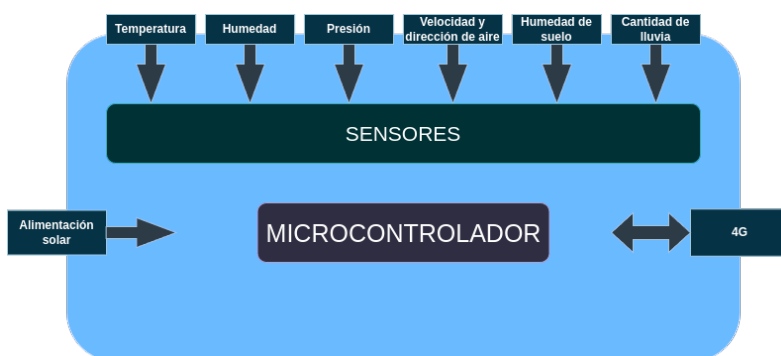 Temperatura
Humedad
Presión
Velocidad y
dirección de aire
Humedad de
suelo
Cantidad de
lluvia
SENSORES
Alimentación
solar
MICROCONTROLADOR
4G